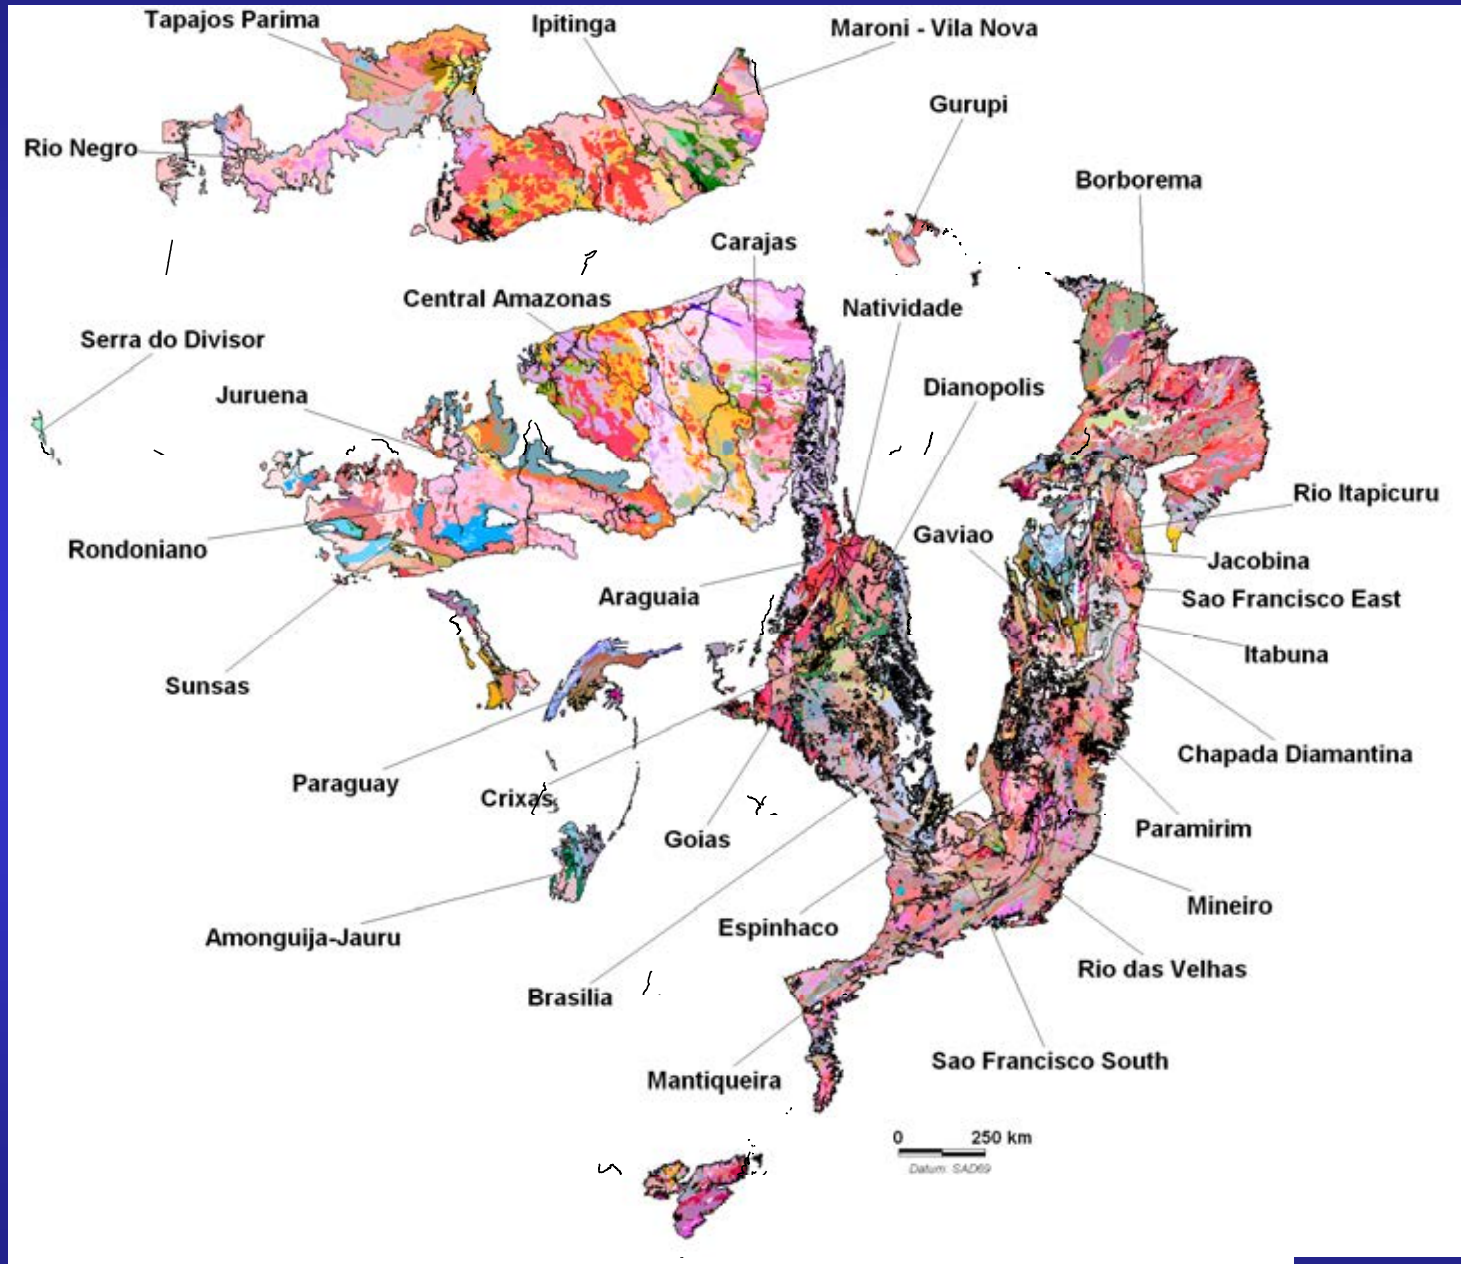 Tapajos Parima
Ipitinga
Maroni - Vila Nova
Gurupi
Rio Negro
Borborema
Carajas
Central Amazonas
Natividade
Serra do Divisor
Juruena
Dianopolis
Rio Itapicuru
Gaviao
Rondoniano
Jacobina
Araguaia
Sao Francisco East
Itabuna
Sunsas
Chapada Diamantina
Paraguay
Crixas
Paramirim
Goias
Mineiro
Espinhaco
Amonguija-Jauru
Rio das Velhas
Brasilia
Sao Francisco South
Mantiqueira
0 250 km
Datum: SAD69